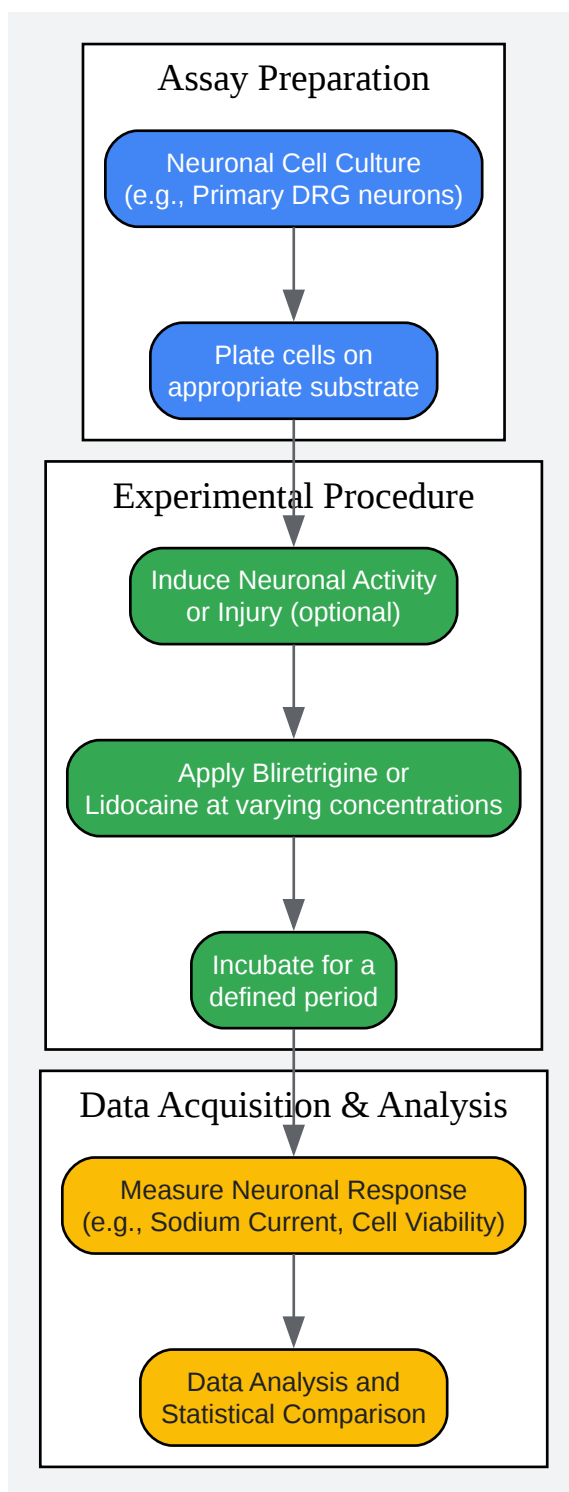 Assay Preparation
Neuronal Cell Culture
(e.g., Primary DRG neurons)
Plate cells on
appropriate substrate
Experimental Procedure
Induce Neuronal Activity
or Injury (optional)
Apply Bliretrigine or
Lidocaine at varying concentrations
Incubate for a
defined period
Data Acquisition & Analysis
Measure Neuronal Response
(e.g., Sodium Current, Cell Viability)
Data Analysis and
Statistical Comparison